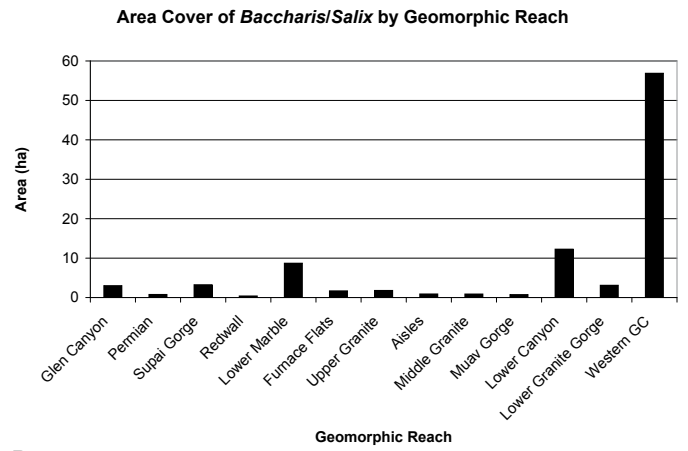 Area Cover of Baccharis/Salix by Geomorphic Reach
60
50
40
30
20
10
0
Area (ha)
Glen Canyon
Permian
Supai Gorge
Redwall
Lower Marble
Furnace Flats
Upper Granite
Aisles
Middle Granite
Muav Gorge
Lower Canyon
Lower Granite Gorge
Western GC
Geomorphic Reach